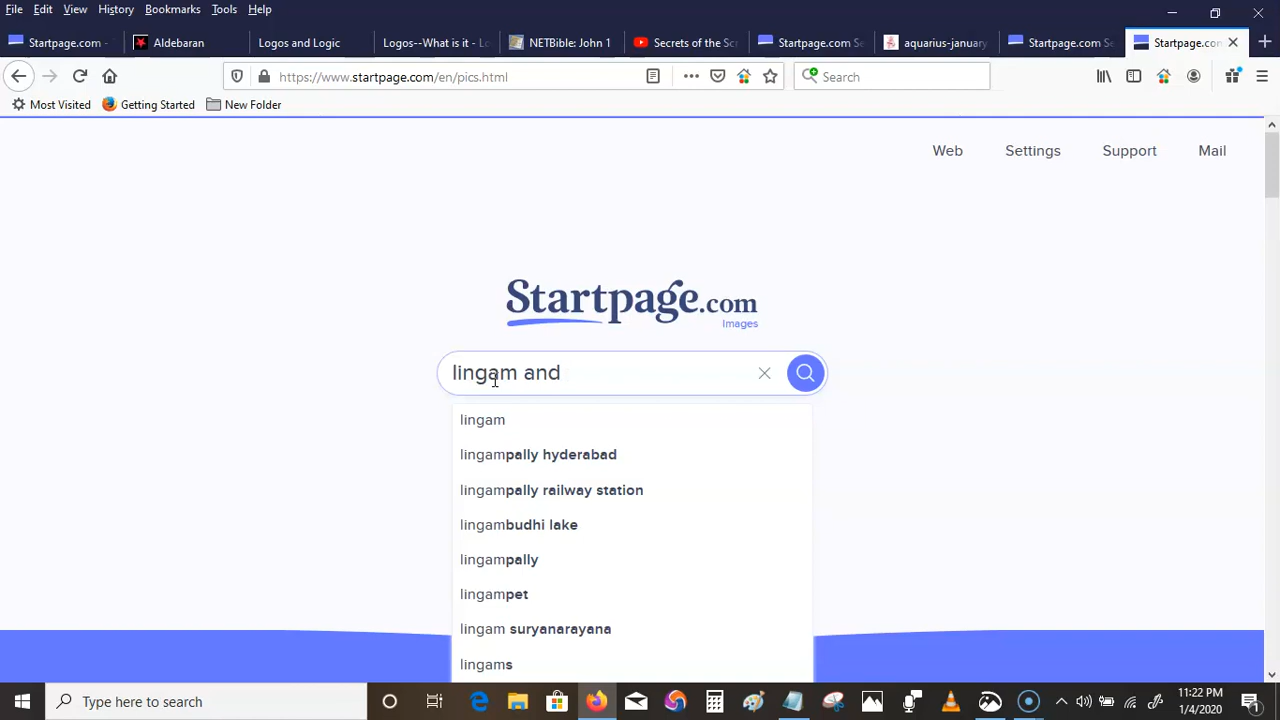 File Edit View History Bookmarks Tools Help
Startpage.com - Aldebaran Logos and Logic Logos--What is it - Lo NETBible: John 1 Secrets of the Scr Startpage.com Se aquarius-january Startpage.com Se Startpage.com
https://www.startpage.com/en/pics.html Search
Most Visited Getting Started New Folder
Web Settings Support Mail
Startpage.com
Images
lingam and
lingam
lingampally hyderabad
lingampally railway station
lingambudhi lake
lingampally
lingampet
lingam suryanarayana
lingams
Type here to search
11:22 PM
1/4/2020
1